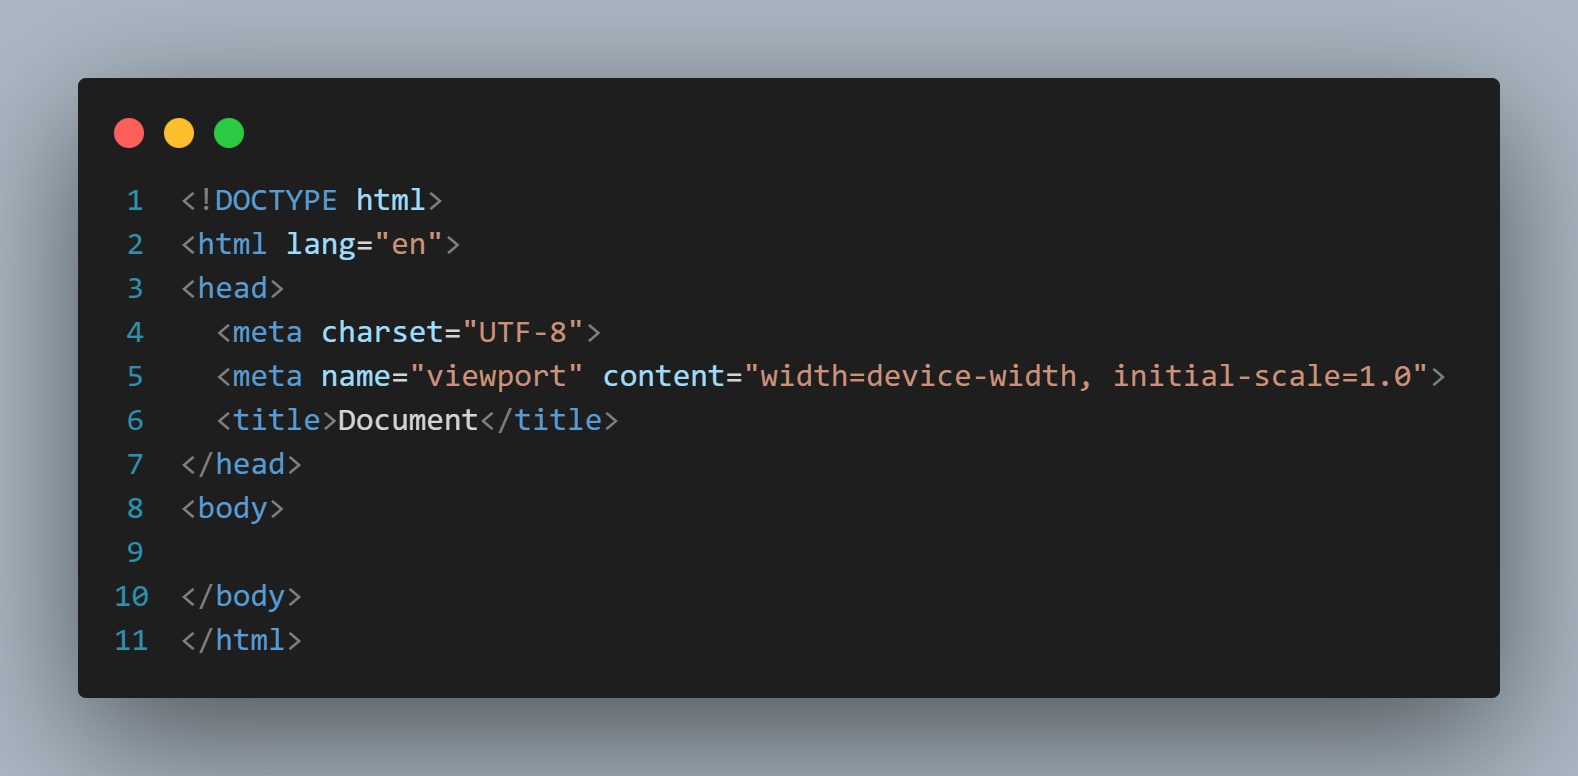 1 <!DOCTYPE html>
2 <html lang="en">
3 <head>
4   <meta charset="UTF-8">
5   <meta name="viewport" content="width=device-width, initial-scale=1.0">
6   <title>Document</title>
7 </head>
8 <body>
9
10 </body>
11 </html>